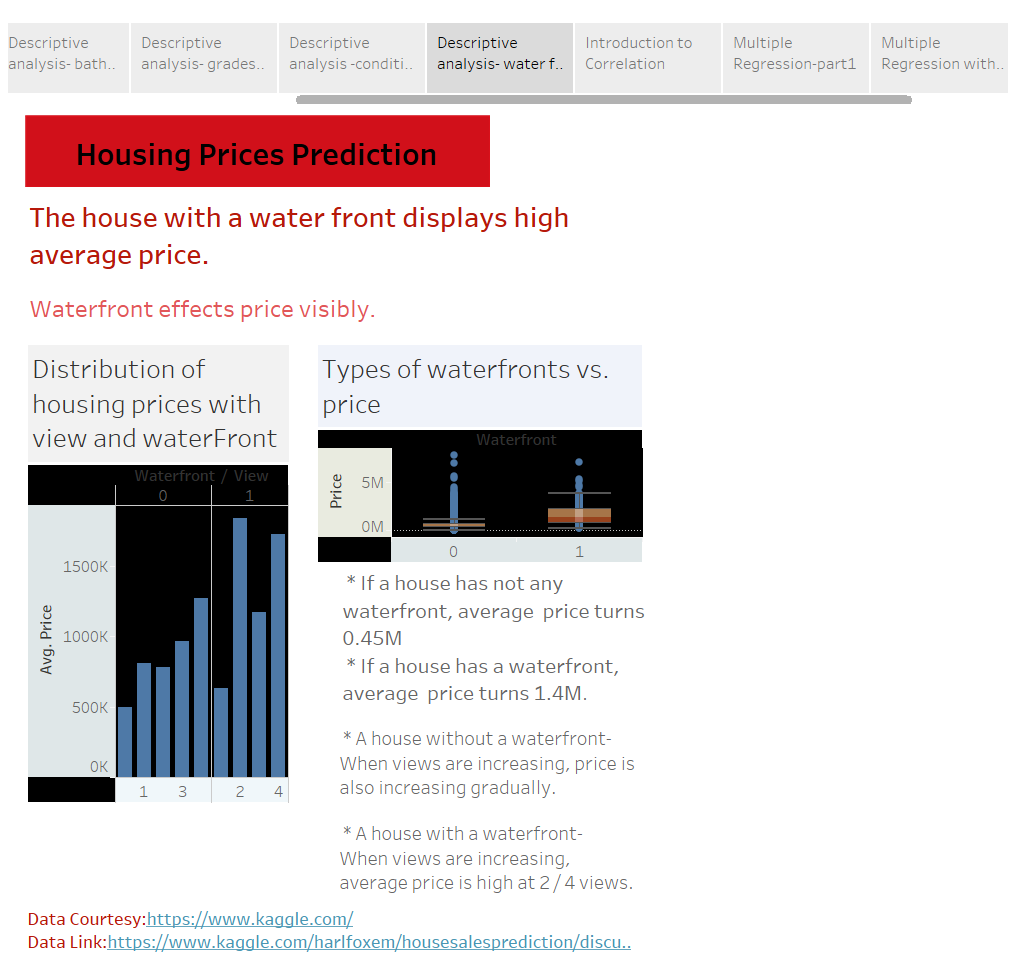 Descriptive
analysis- bath..
Descriptive
analysis- grades..
Descriptive
analysis -conditi..
Descriptive
analysis- water f..
Introduction to
Correlation
Multiple
Regression-part1
Multiple
Regression with..
Housing Prices Prediction
The house with a water front displays high
average price.
Waterfront effects price visibly.
Distribution of
housing prices with
view and waterFront
Waterfront / View
0 1
Avg. Price
1500K
1000K
500K
0K
1 3 2 4
Types of waterfronts vs.
price
Waterfront
Price
5M
0M
0 1
* If a house has not any
waterfront, average  price turns
0.45M
* If a house has a waterfront,
average  price turns 1.4M.
* A house without a waterfront-
When views are increasing, price is
also increasing gradually.
* A house with a waterfront-
When views are increasing,
average price is high at 2 / 4 views.
Data Courtesy:https://www.kaggle.com/
Data Link:https://www.kaggle.com/harlfoxem/housesalesprediction/discu..